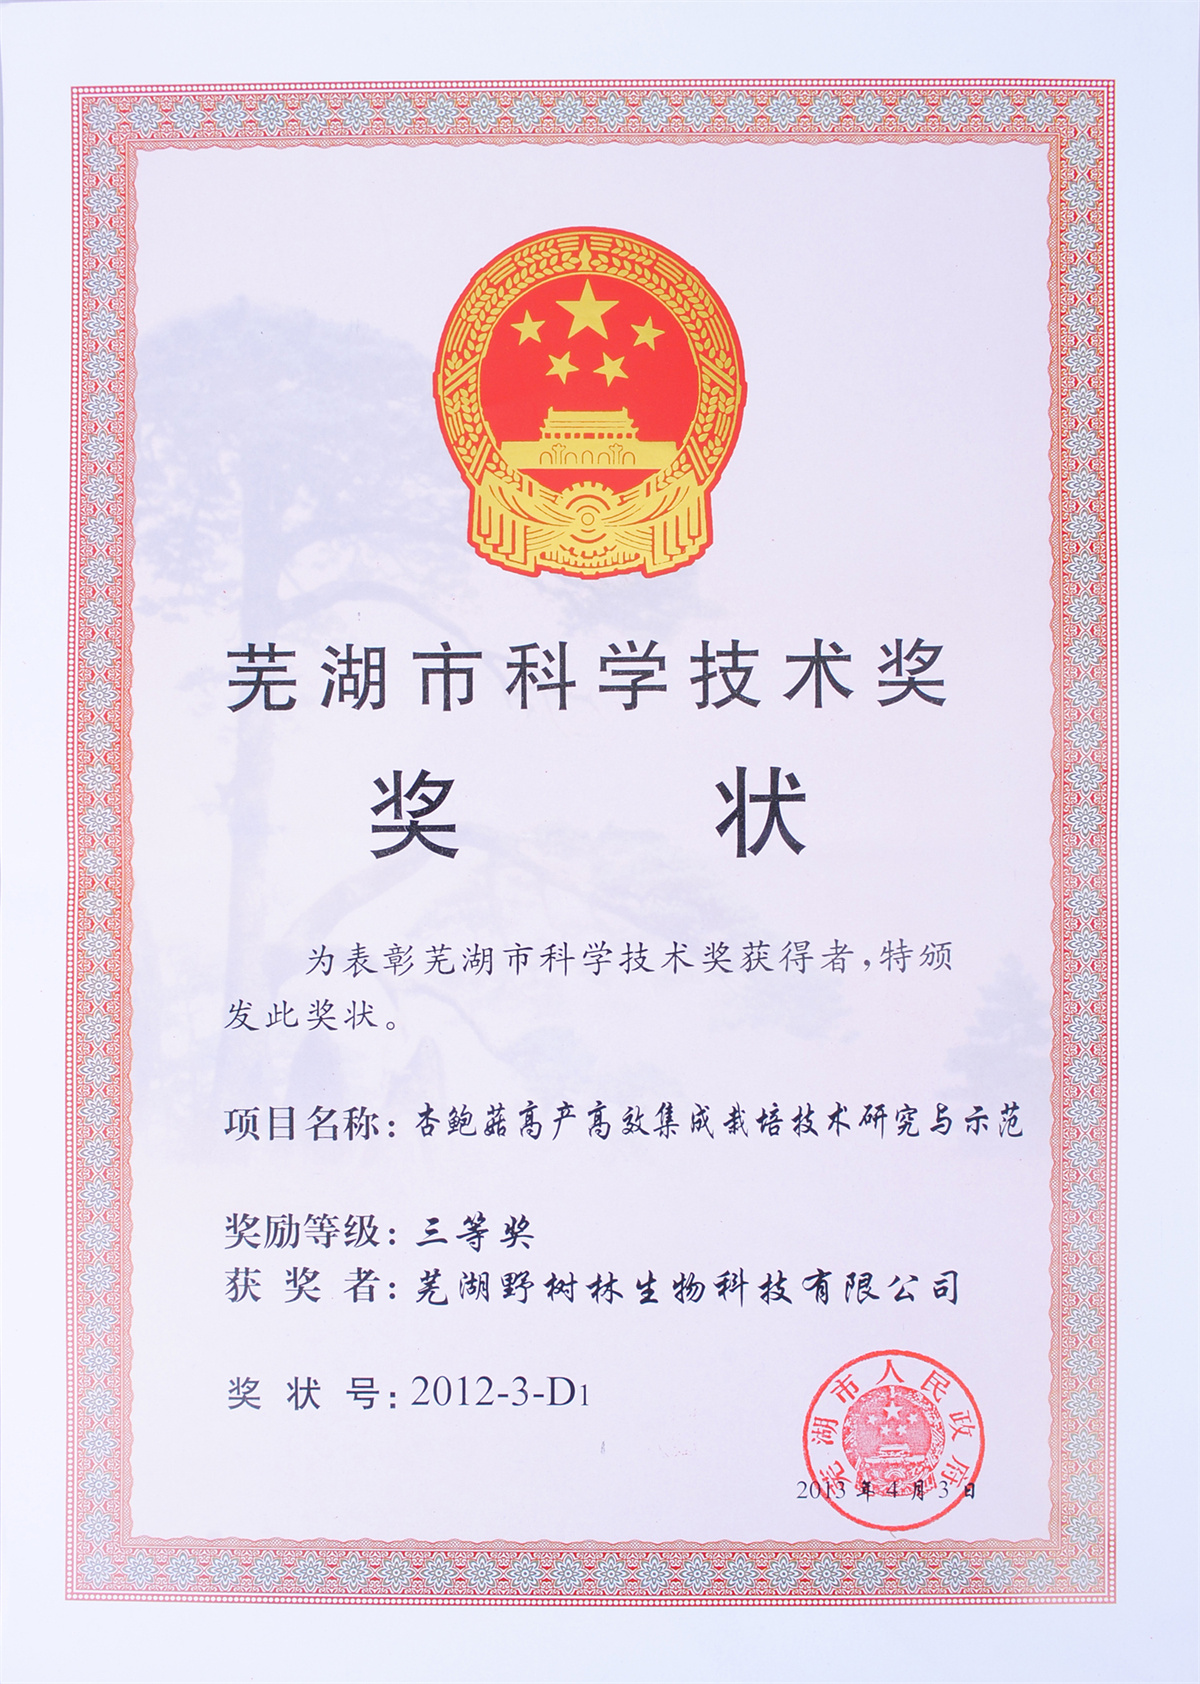 芜湖市科学技术奖
奖状
为表彰芜湖市科学技术奖获得者,特颁
发此奖状。
项目名称:杏鲍菇高产高效集成栽培技术研究与示范
奖励等级:三等奖
获奖者:芜湖野树林生物科技有限公司
奖状号:2012-3-D1
芜湖市人民政府
2013年4月3日